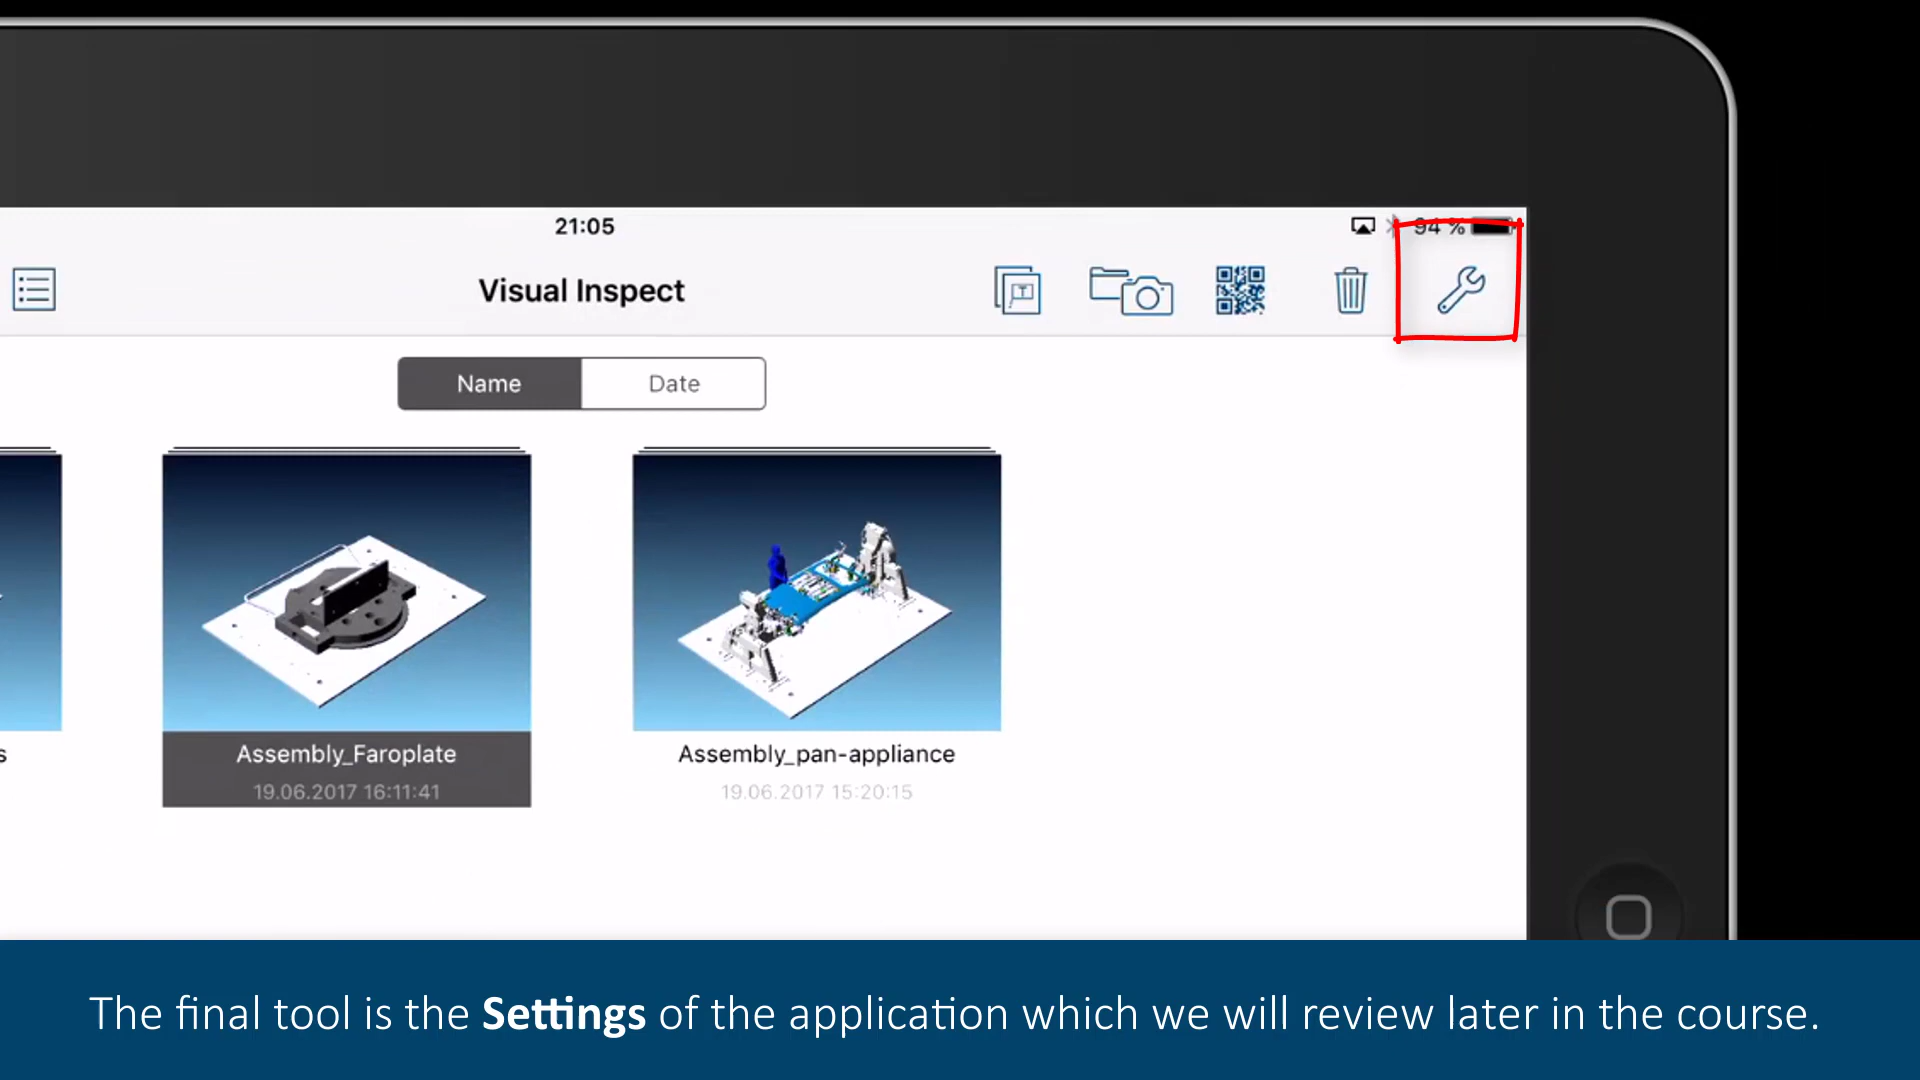 21:05
94 %
Visual Inspect
T
Name
Date
s
Assembly_Faroplate
19.06.2017 16:11:41
Assembly_pan-appliance
19.06.2017 15:20:15
The final tool is the Settings of the application which we will review later in the course.